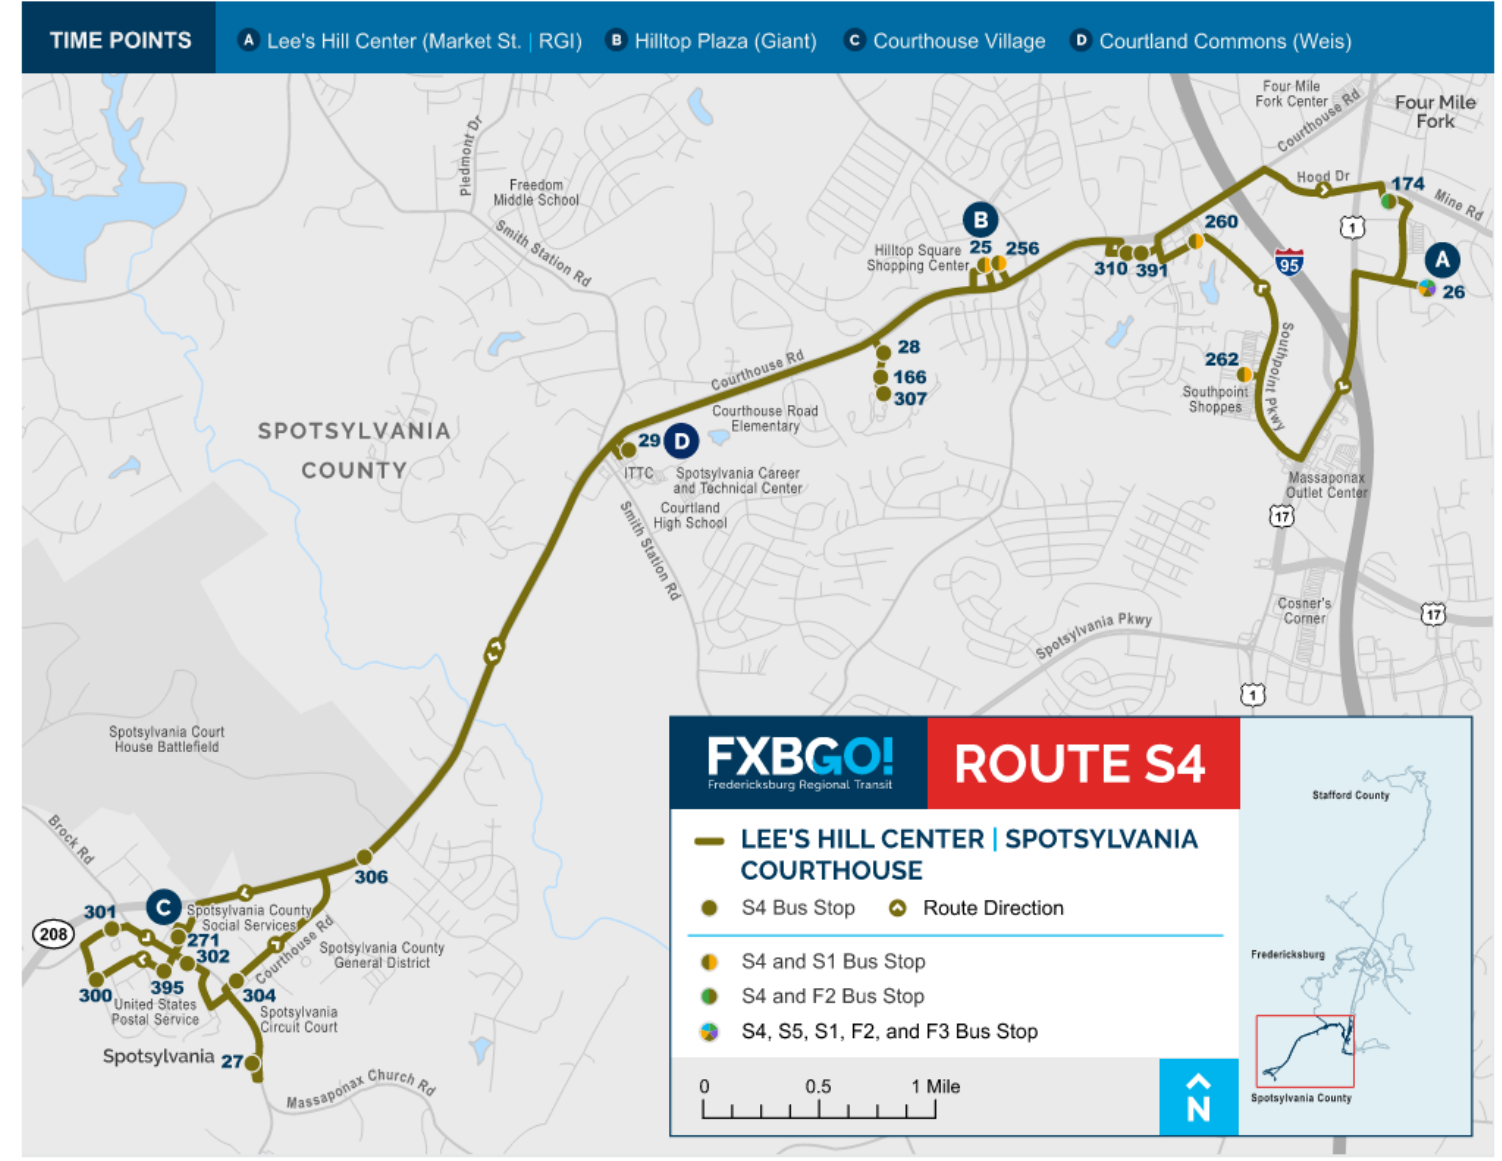 TIME POINTS
A Lee's Hill Center (Market St. | RGI) B Hilltop Plaza (Giant) C Courthouse Village D Courtland Commons (Weis)
Four Mile
Fork Center
Courthouse Rd
Four Mile
Fork
Piedmont Dr
Freedom
Middle School
Smith Station Rd
Hood Dr
174
Mine Rd
1
260
B
25 256
Hilltop Square
Shopping Center
310 391
95
A
26
28
166
307
262
Southpoint
Shoppes
Southpoint Pkwy
Courthouse Rd
Courthouse Road
Elementary
SPOTSYLVANIA
COUNTY
29 D
ITTC
Spotsylvania Career
and Technical Center
Courtland
High School
Smith Station Rd
Massaponax
Outlet Center
17
Cosner's
Corner
17
Spotsylvania Pkwy
1
Spotsylvania Court
House Battlefield
Brock Rd
306
301
C
Spotsylvania County
Social Services
208
271
302
Courthouse Rd
Spotsylvania County
General District
300
395
304
United States
Postal Service
Spotsylvania
Circuit Court
Spotsylvania
27
Massaponax Church Rd
FXBGO!
Fredericksburg Regional Transit
ROUTE S4
LEE'S HILL CENTER | SPOTSYLVANIA
COURTHOUSE
S4 Bus Stop
Route Direction
S4 and S1 Bus Stop
S4 and F2 Bus Stop
S4, S5, S1, F2, and F3 Bus Stop
0 0.5 1 Mile
N
Stafford County
Fredericksburg
Spotsylvania County